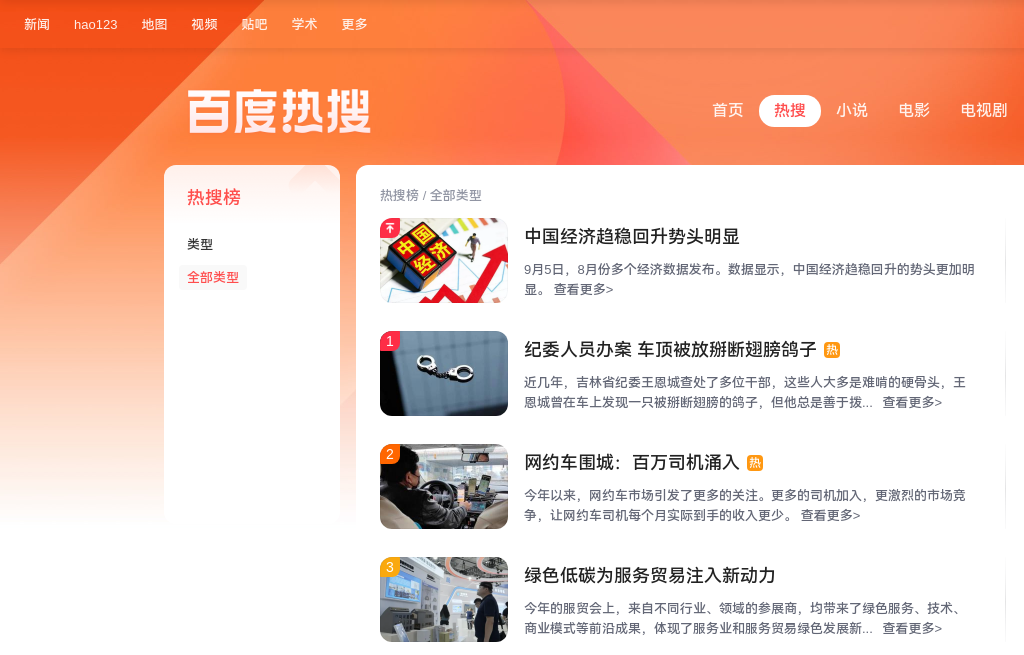 新闻 hao123 地图 视频 贴吧 学术 更多
百度热搜
首页 热搜 小说 电影 电视剧
热搜榜
类型
全部类型
热搜榜 / 全部类型
中国经济
中国经济趋稳回升势头明显
9月5日，8月份多个经济数据发布。数据显示，中国经济趋稳回升的势头更加明
显。 查看更多>
1
纪委人员办案 车顶被放掰断翅膀鸽子 热
近几年，吉林省纪委王恩城查处了多位干部，这些人大多是难啃的硬骨头，王
恩城曾在车上发现一只被掰断翅膀的鸽子，但他总是善于拨... 查看更多>
2
网约车围城：百万司机涌入 热
今年以来，网约车市场引发了更多的关注。更多的司机加入，更激烈的市场竞
争，让网约车司机每个月实际到手的收入更少。 查看更多>
3
绿色低碳为服务贸易注入新动力
今年的服贸会上，来自不同行业、领域的参展商，均带来了绿色服务、技术、
商业模式等前沿成果，体现了服务业和服务贸易绿色发展新... 查看更多>